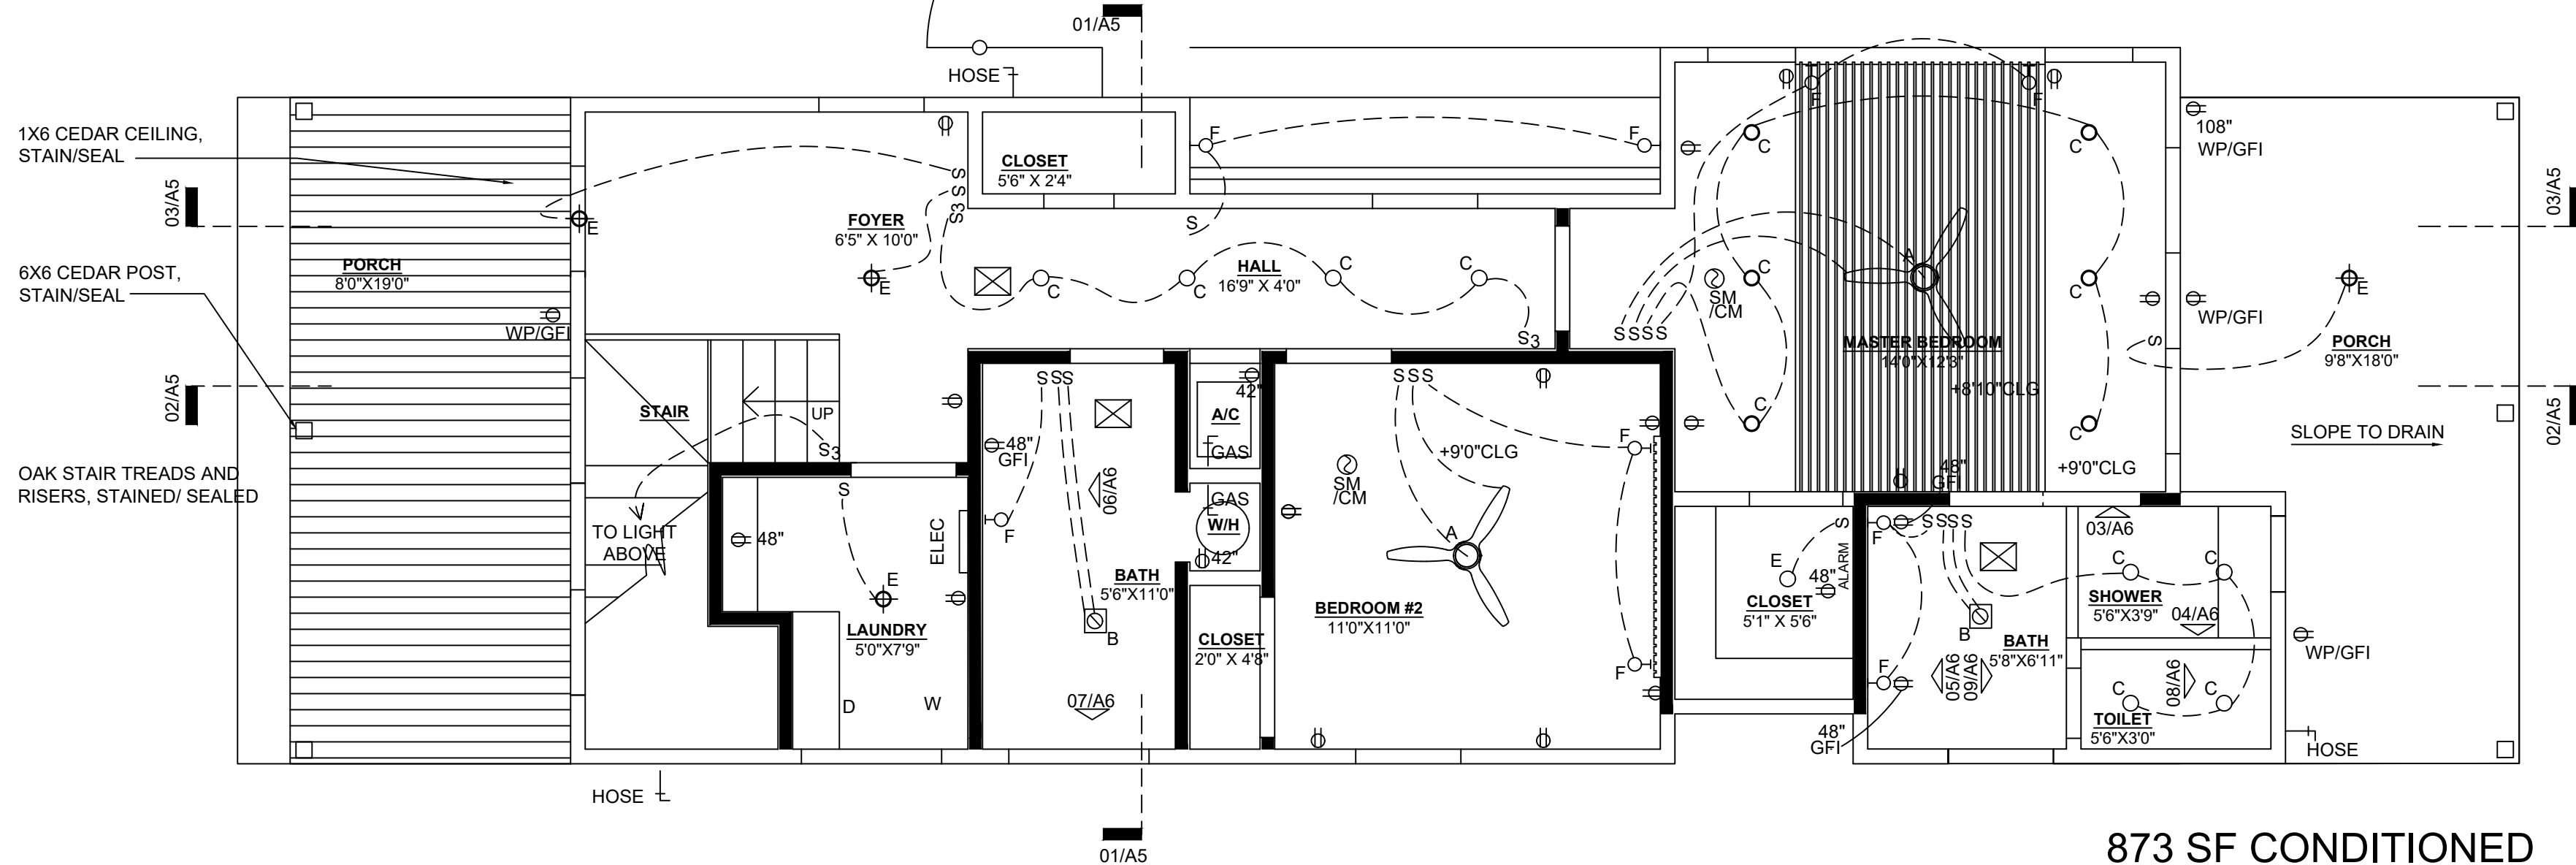 01/A5
HOSE
1X6 CEDAR CEILING,
STAIN/SEAL
03/A5
6X6 CEDAR POST,
STAIN/SEAL
02/A5
OAK STAIR TREADS AND
RISERS, STAINED/ SEALED
PORCH
8'0"X19'0"
WP/GFI
E
FOYER
6'5" X 10'0"
E
S
S
S3
CLOSET
5'6" X 2'4"
F
F
S
HALL
16'9" X 4'0"
C
C
C
C
S3
STAIR
UP
S3
TO LIGHT
ABOVE
S
48"
ELEC
E
LAUNDRY
5'0"X7'9"
D
W
HOSE
SSS
48"
GFI
F
06/A6
BATH
5'6"X11'0"
B
07/A6
01/A5
42"
A/C
GAS
GAS
W/H
42"
CLOSET
2'0" X 4'8"
SSS
SM
/CM
+9'0"CLG
F
A
BEDROOM #2
11'0"X11'0"
F
F
F
C
C
C
C
C
C
SM
/CM
A
SSSS
MASTER BEDROOM
14'0"X12'3"
+8'10"CLG
+9'0"CLG
S
48"
GFI
108"
WP/GFI
WP/GFI
E
PORCH
9'8"X18'0"
SLOPE TO DRAIN
03/A5
02/A5
S
ALARM
E
48"
CLOSET
5'1" X 5'6"
F
SSSS
B
BATH
5'8"X6'11"
F
05/A6
09/A6
48"
GFI
03/A6
C
C
SHOWER
5'6"X3'9"
04/A6
08/A6
C
C
TOILET
5'6"X3'0"
WP/GFI
HOSE
873 SF CONDITIONED